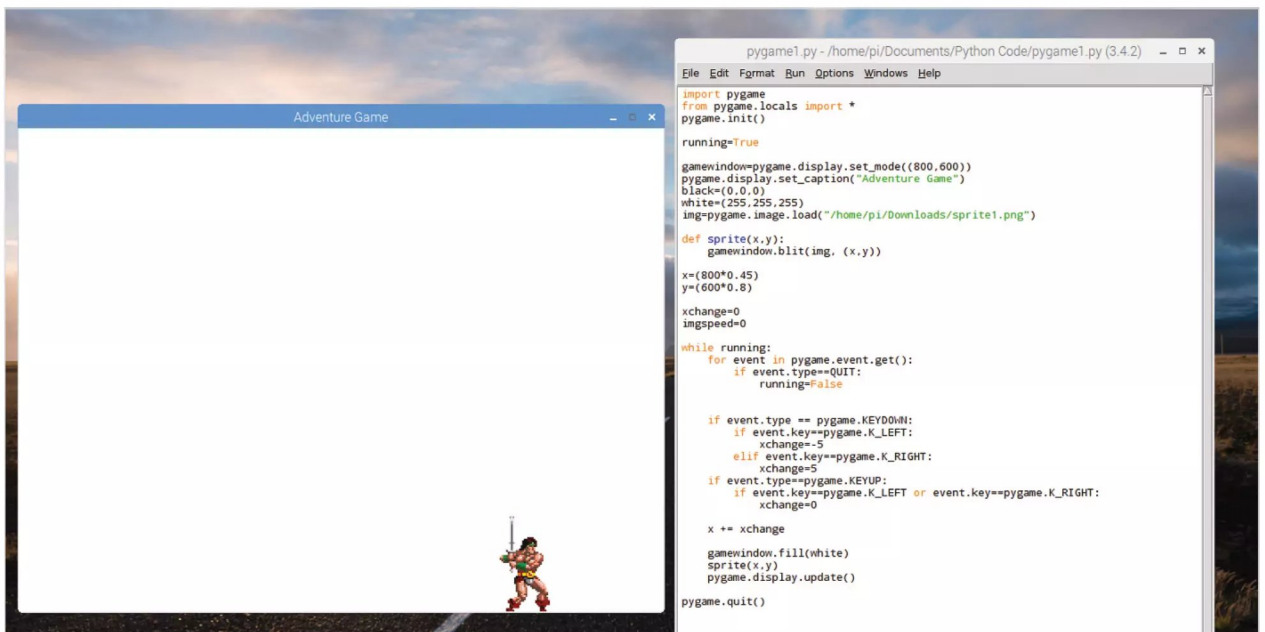 Adventure Game
pygame1.py - /home/pi/Documents/Python Code/pygame1.py (3.4.2)
File Edit Format Run Options Windows Help
import pygame
from pygame.locals import *
pygame.init()
running=True
gamewindow=pygame.display.set_mode((800,600))
pygame.display.set_caption("Adventure Game")
black=(0,0,0)
white=(255,255,255)
img=pygame.image.load("/home/pi/Downloads/sprite1.png")
def sprite(x,y):
gamewindow.blit(img, (x,y))
x=(800*0.45)
y=(600*0.8)
xchange=0
imgspeed=0
while running:
for event in pygame.event.get():
if event.type==QUIT:
running=False
if event.type == pygame.KEYDOWN:
if event.key==pygame.K_LEFT:
xchange=-5
elif event.key==pygame.K_RIGHT:
xchange=5
if event.type==pygame.KEYUP:
if event.key==pygame.K_LEFT or event.key==pygame.K_RIGHT:
xchange=0
x += xchange
gamewindow.fill(white)
sprite(x,y)
pygame.display.update()
pygame.quit()